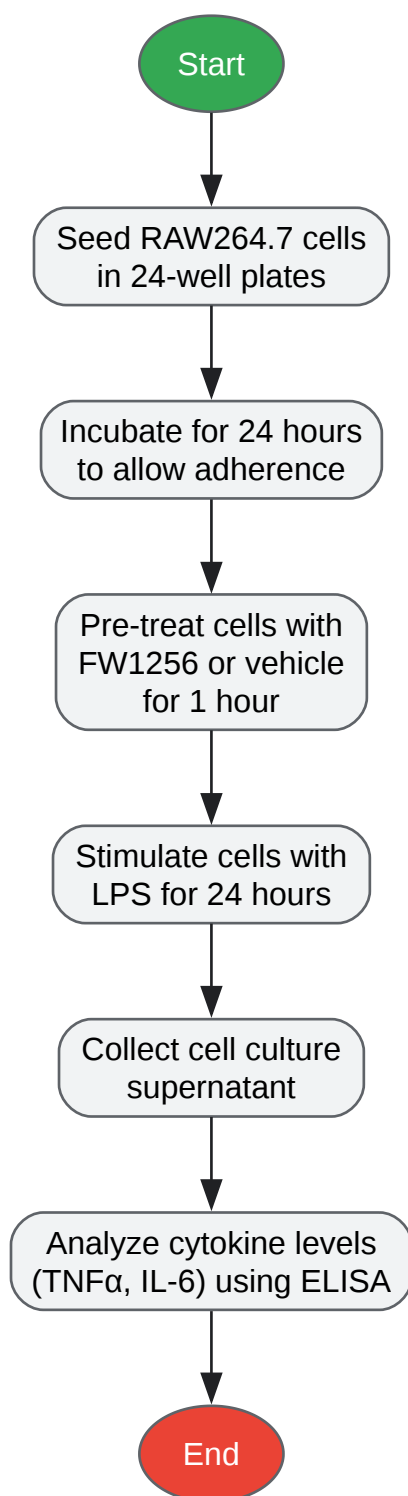 Start
Seed RAW264.7 cells
in 24-well plates
Incubate for 24 hours
to allow adherence
Pre-treat cells with
FW1256 or vehicle
for 1 hour
Stimulate cells with
LPS for 24 hours
Collect cell culture
supernatant
Analyze cytokine levels
(TNFα, IL-6) using ELISA
End